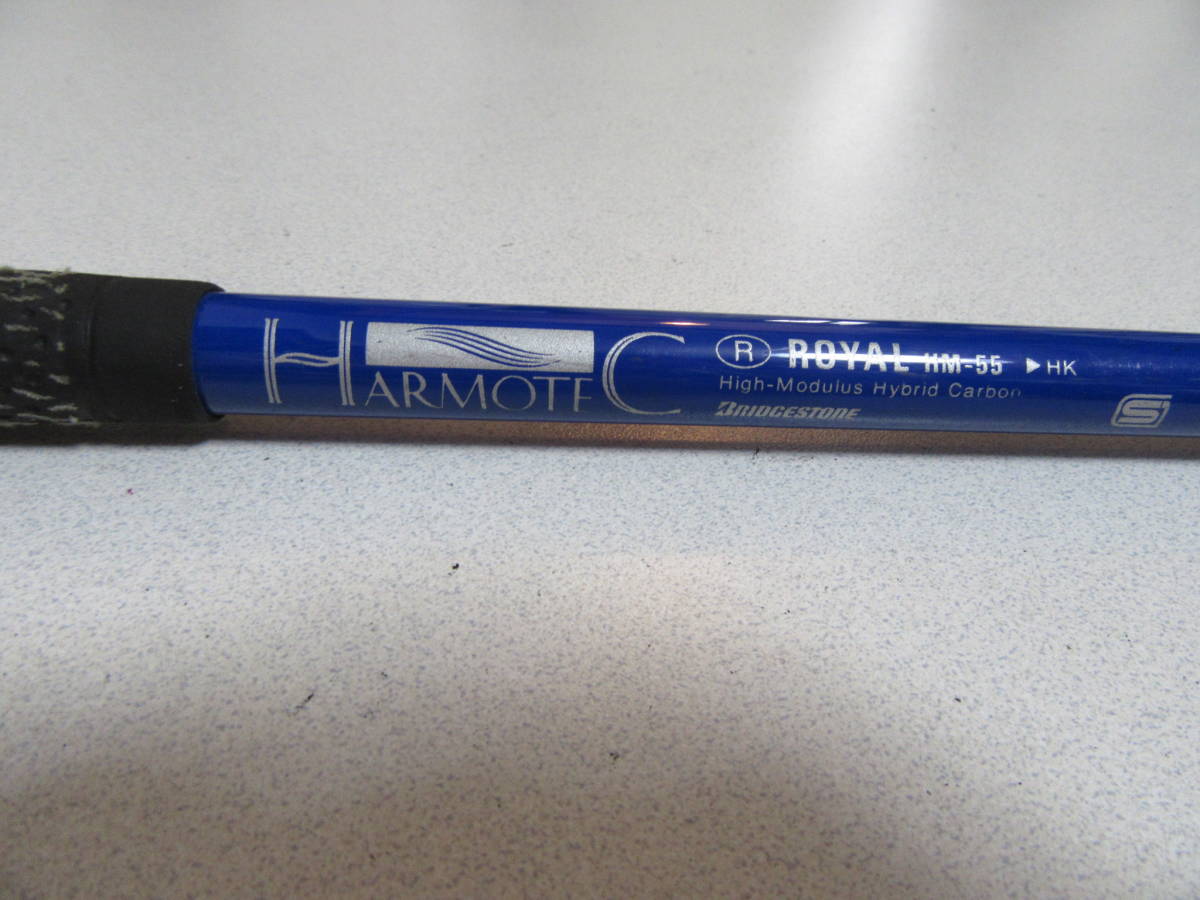 HARMOTEC
Ⓡ ROYAL HM-55 ▶HK
High-Modulus Hybrid Carbon
BRIDGESTONE